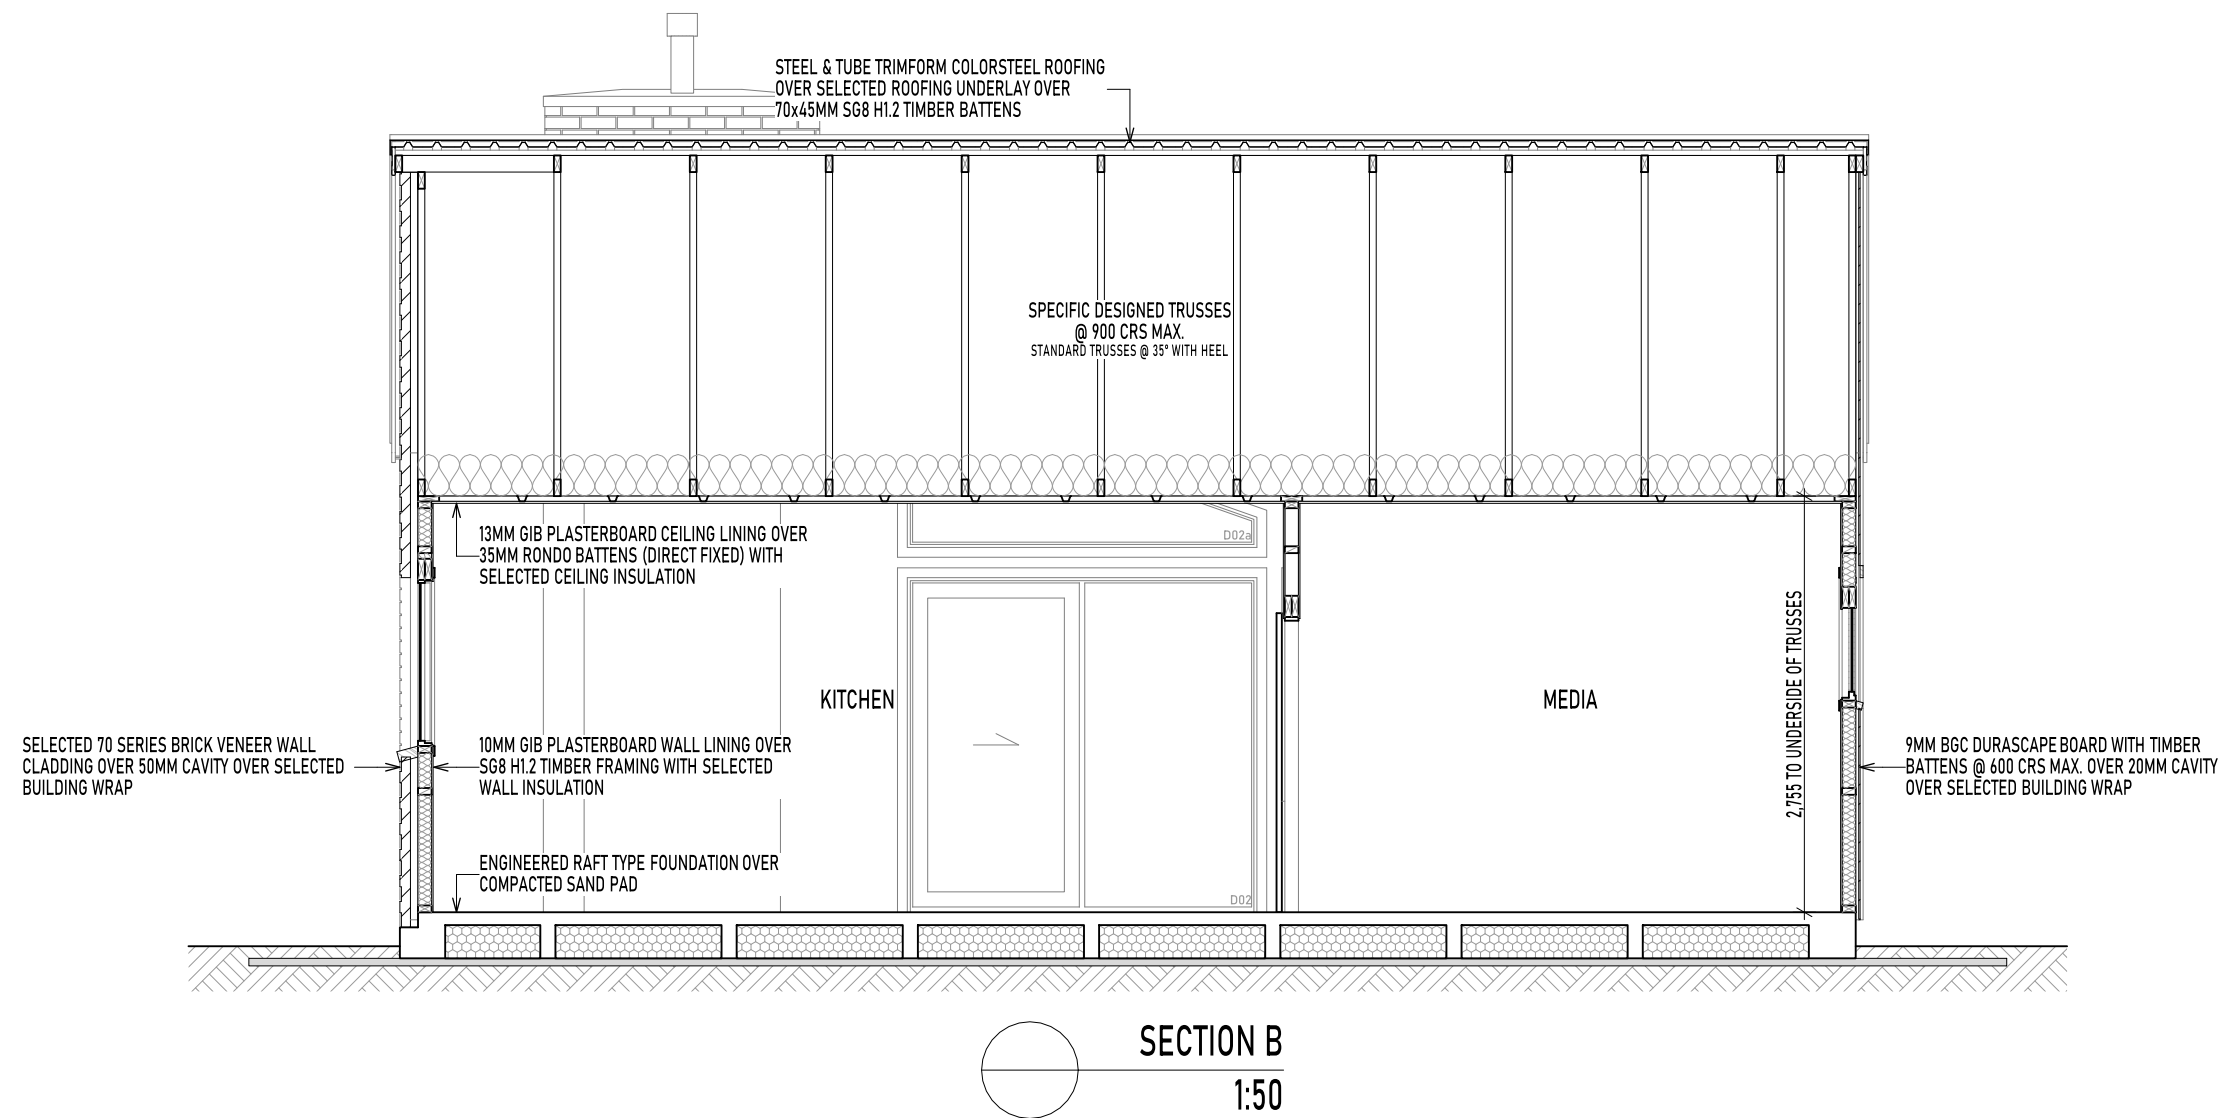 STEEL & TUBE TRIMFORM COLORSTEEL ROOFING
OVER SELECTED ROOFING UNDERLAY OVER
70x45MM SG8 H1.2 TIMBER BATTENS
SPECIFIC DESIGNED TRUSSES
@ 900 CRS MAX.
STANDARD TRUSSES @ 35° WITH HEEL
13MM GIB PLASTERBOARD CEILING LINING OVER
35MM RONDO BATTENS (DIRECT FIXED) WITH
SELECTED CEILING INSULATION
D02a
KITCHEN
MEDIA
2,755 TO UNDERSIDE OF TRUSSES
SELECTED 70 SERIES BRICK VENEER WALL
CLADDING OVER 50MM CAVITY OVER SELECTED
BUILDING WRAP
10MM GIB PLASTERBOARD WALL LINING OVER
SG8 H1.2 TIMBER FRAMING WITH SELECTED
WALL INSULATION
9MM BGC DURASCAPE BOARD WITH TIMBER
BATTENS @ 600 CRS MAX. OVER 20MM CAVITY
OVER SELECTED BUILDING WRAP
ENGINEERED RAFT TYPE FOUNDATION OVER
COMPACTED SAND PAD
D02
SECTION B
1:50